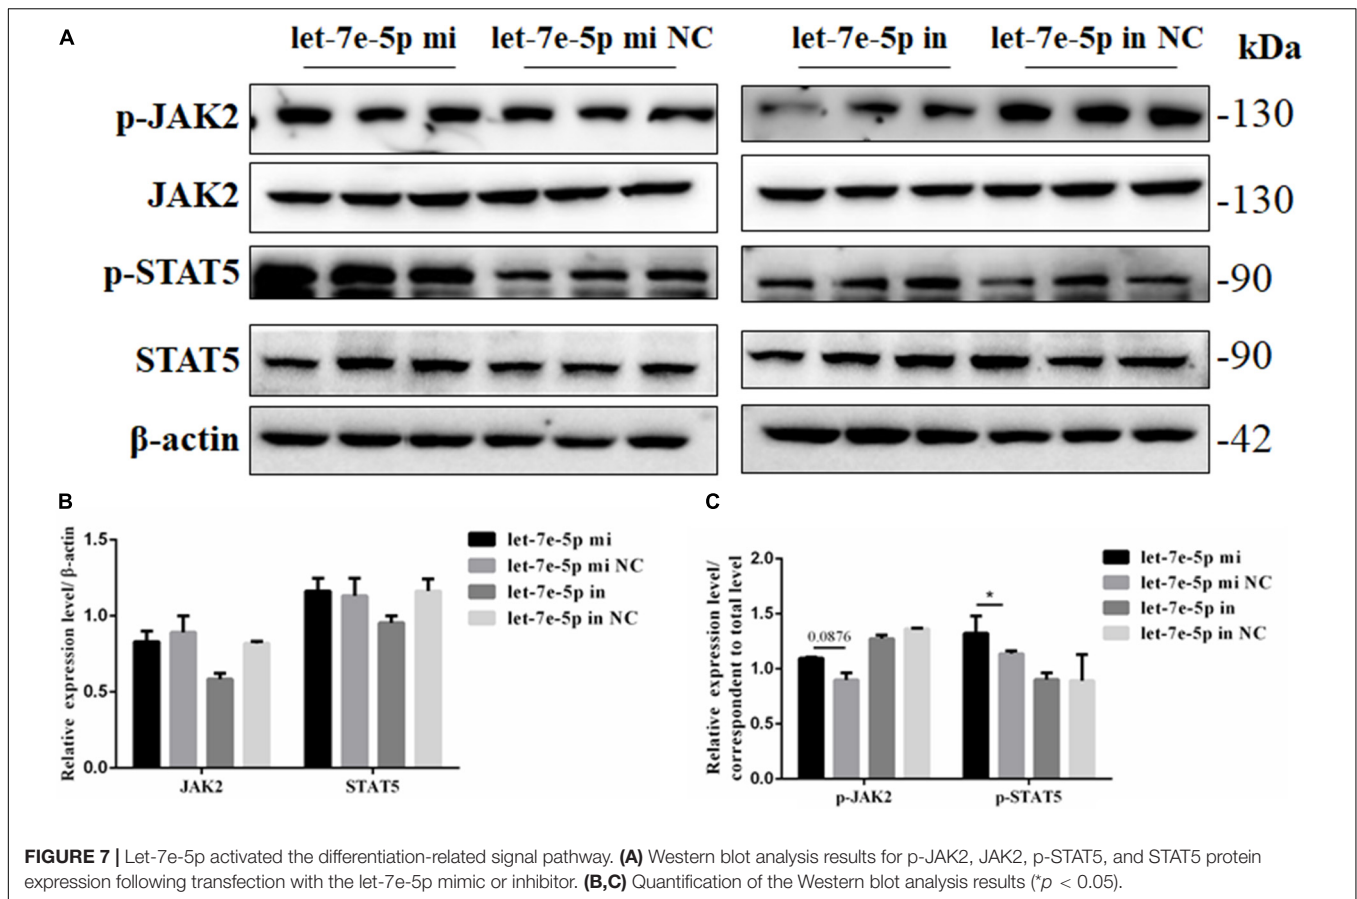 A
let-7e-5p mi let-7e-5p mi NC let-7e-5p in let-7e-5p in NC kDa
p-JAK2 -130
JAK2 -130
p-STAT5 -90
STAT5 -90
β-actin -42
B
Relative expression level/ β-actin
1.5
1.0
0.5
0.0
JAK2 STAT5
let-7e-5p mi
let-7e-5p mi NC
let-7e-5p in
let-7e-5p in NC
C
Relative expression level/
correspondent to total level
2.0
1.5
1.0
0.5
0.0
0.0876
*
p-JAK2 p-STAT5
let-7e-5p mi
let-7e-5p mi NC
let-7e-5p in
let-7e-5p in NC
FIGURE 7 | Let-7e-5p activated the differentiation-related signal pathway. (A) Western blot analysis results for p-JAK2, JAK2, p-STAT5, and STAT5 protein
expression following transfection with the let-7e-5p mimic or inhibitor. (B,C) Quantification of the Western blot analysis results (*p < 0.05).